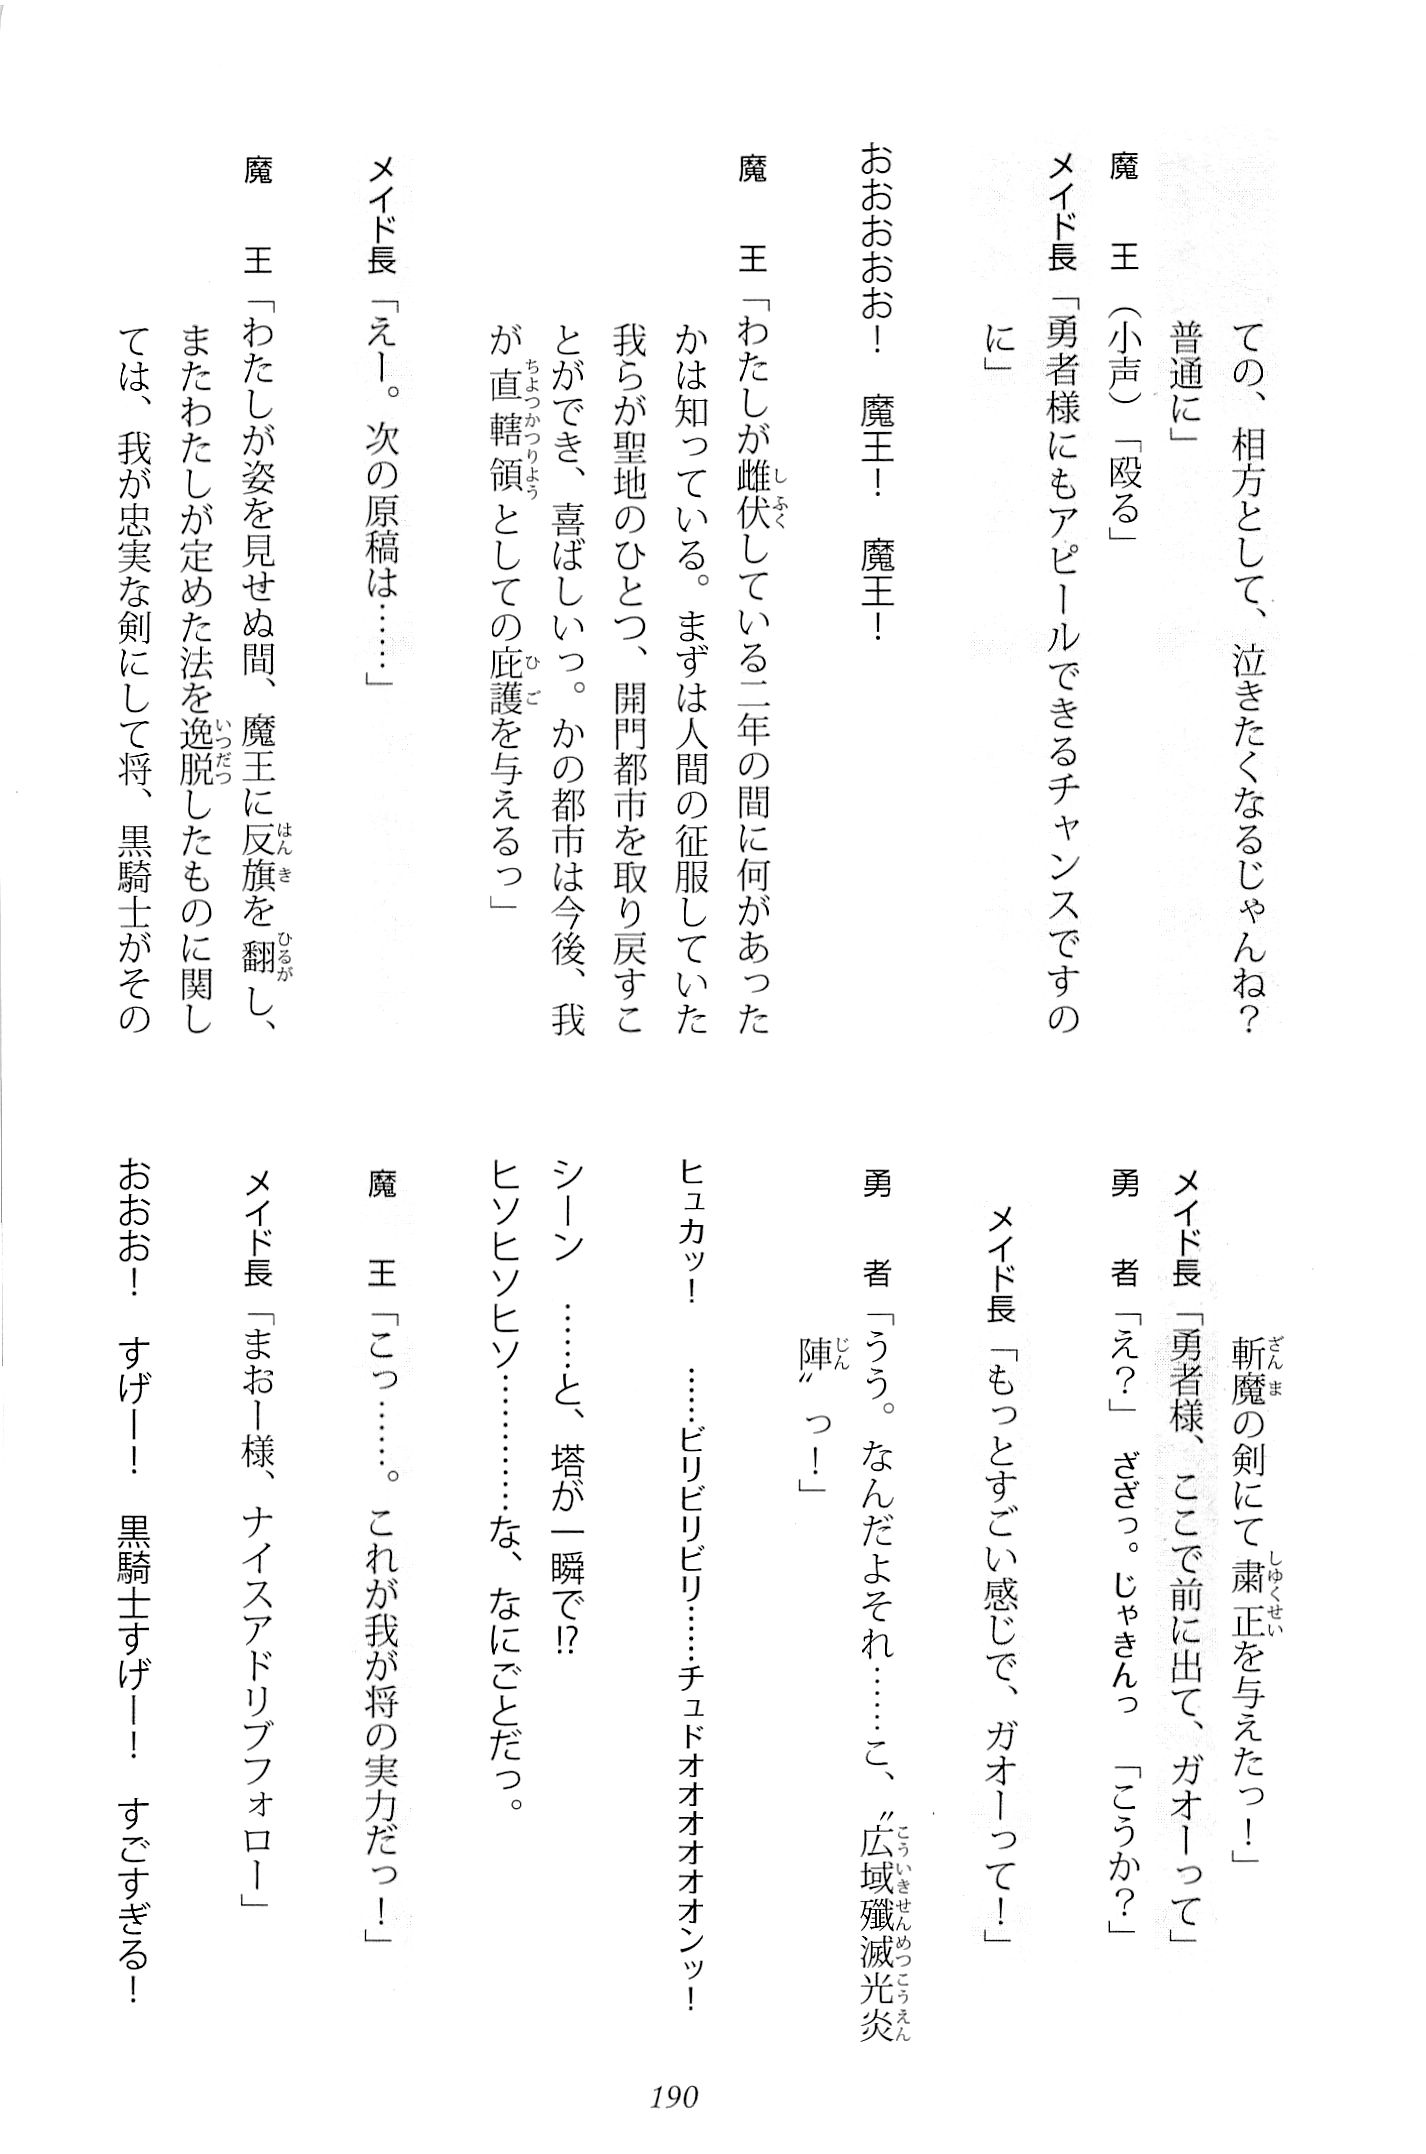 ての、相方として、泣きたくなるじゃんね?
普通に」
魔　王（小声）「殴る」
メイド長「勇者様にもアピールできるチャンスですの
に」
おおおおお！　魔王！　魔王！
魔　王「わたしが雌伏している二年の間に何があった
かは知っている。まずは人間の征服していた
我らが聖地のひとつ、開門都市を取り戻すこ
とができ、喜ばしいっ。かの都市は今後、我
が直轄領としての庇護を与えるっ」
メイド長「えー。次の原稿は……」
魔　王「わたしが姿を見せぬ間、魔王に反旗を翻し、
またわたしが定めた法を逸脱したものに関し
ては、我が忠実な剣にして将、黒騎士がその
斬魔の剣にて粛正を与えたっ！」
メイド長「勇者様、ここで前に出て、ガオーって」
勇　者「え？」　ざざっ。じゃきんっ　「こうか？」
メイド長「もっとすごい感じで、ガオーって！」
勇　者「うう。なんだよそれ……こ、〝広域殲滅光炎
陣〟っ！」
ヒュカッ！　……ビリビリビリ……チュドオオオオオオンッ！
シーン　……と、塔が一瞬で⁉
ヒソヒソヒソ…………な、なにごとだっ。
魔　王「こっ……。これが我が将の実力だっ！」
メイド長「まおー様、ナイスアドリブフォロー」
おおお！　すげー！　黒騎士すげー！　すごすぎる！
190